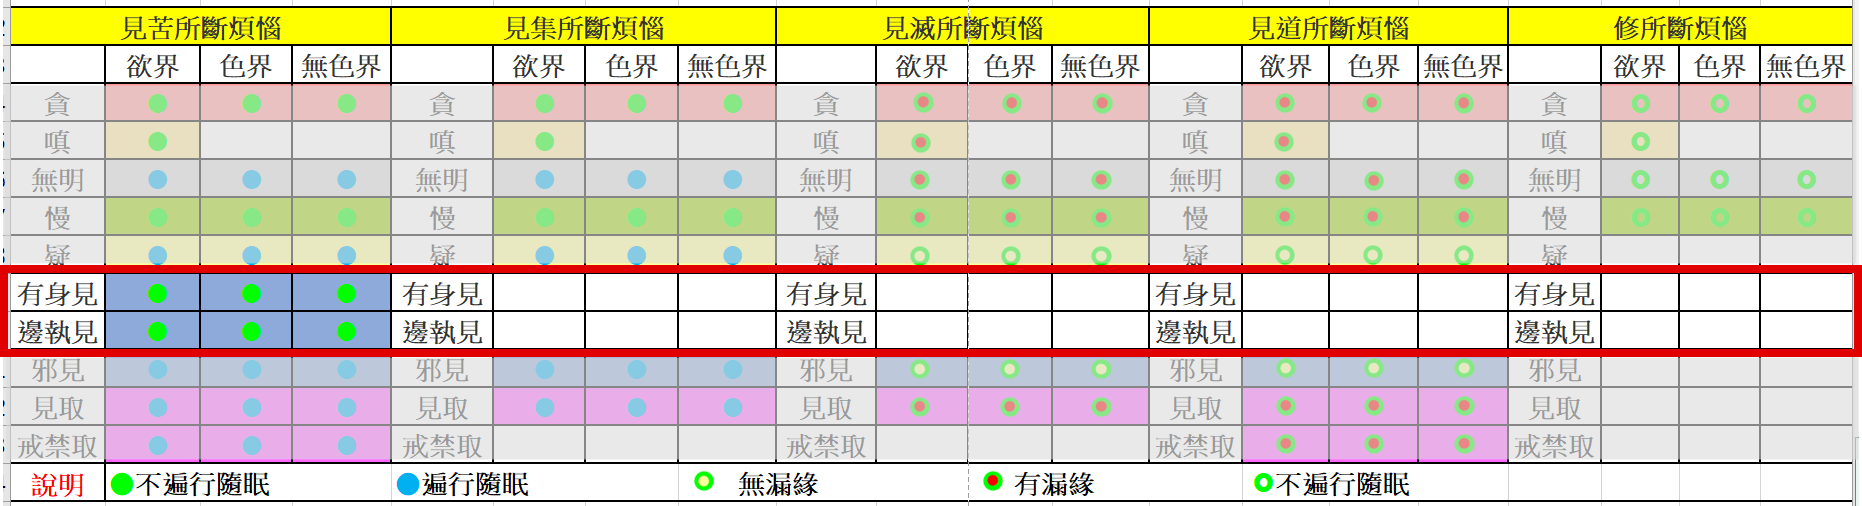 見苦所斷煩惱 見集所斷煩惱 見滅所斷煩惱 見道所斷煩惱 修所斷煩惱
欲界 色界 無色界 欲界 色界 無色界 欲界 色界 無色界 欲界 色界 無色界 欲界 色界 無色界
貪 貪 貪 貪 貪
嗔 嗔 嗔 嗔 嗔
無明 無明 無明 無明 無明
慢 慢 慢 慢 慢
疑 疑 疑 疑 疑
有身見 有身見 有身見 有身見 有身見
邊執見 邊執見 邊執見 邊執見 邊執見
邪見 邪見 邪見 邪見 邪見
見取 見取 見取 見取 見取
戒禁取 戒禁取 戒禁取 戒禁取 戒禁取
說明 不遍行隨眠 遍行隨眠 無漏緣 有漏緣 不遍行隨眠